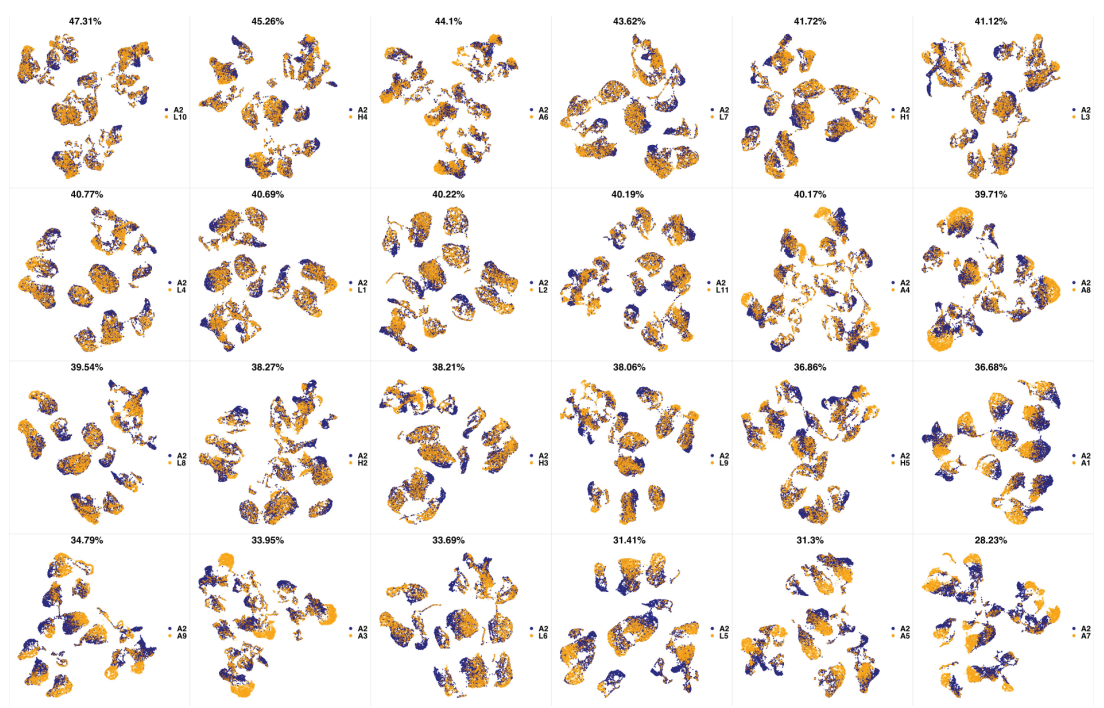 47.31%
A2
L10
45.26%
A2
H4
44.1%
A2
A6
43.62%
A2
L7
41.72%
A2
H1
41.12%
A2
L3
40.77%
A2
L4
40.69%
A2
L1
40.22%
A2
L2
40.19%
A2
L11
40.17%
A2
A4
39.71%
A2
A8
39.54%
A2
L8
38.27%
A2
H2
38.21%
A2
H3
38.06%
A2
L9
36.86%
A2
H5
36.68%
A2
A1
34.79%
A2
A9
33.95%
A2
A3
33.69%
A2
L6
31.41%
A2
L5
31.3%
A2
A5
28.23%
A2
A7